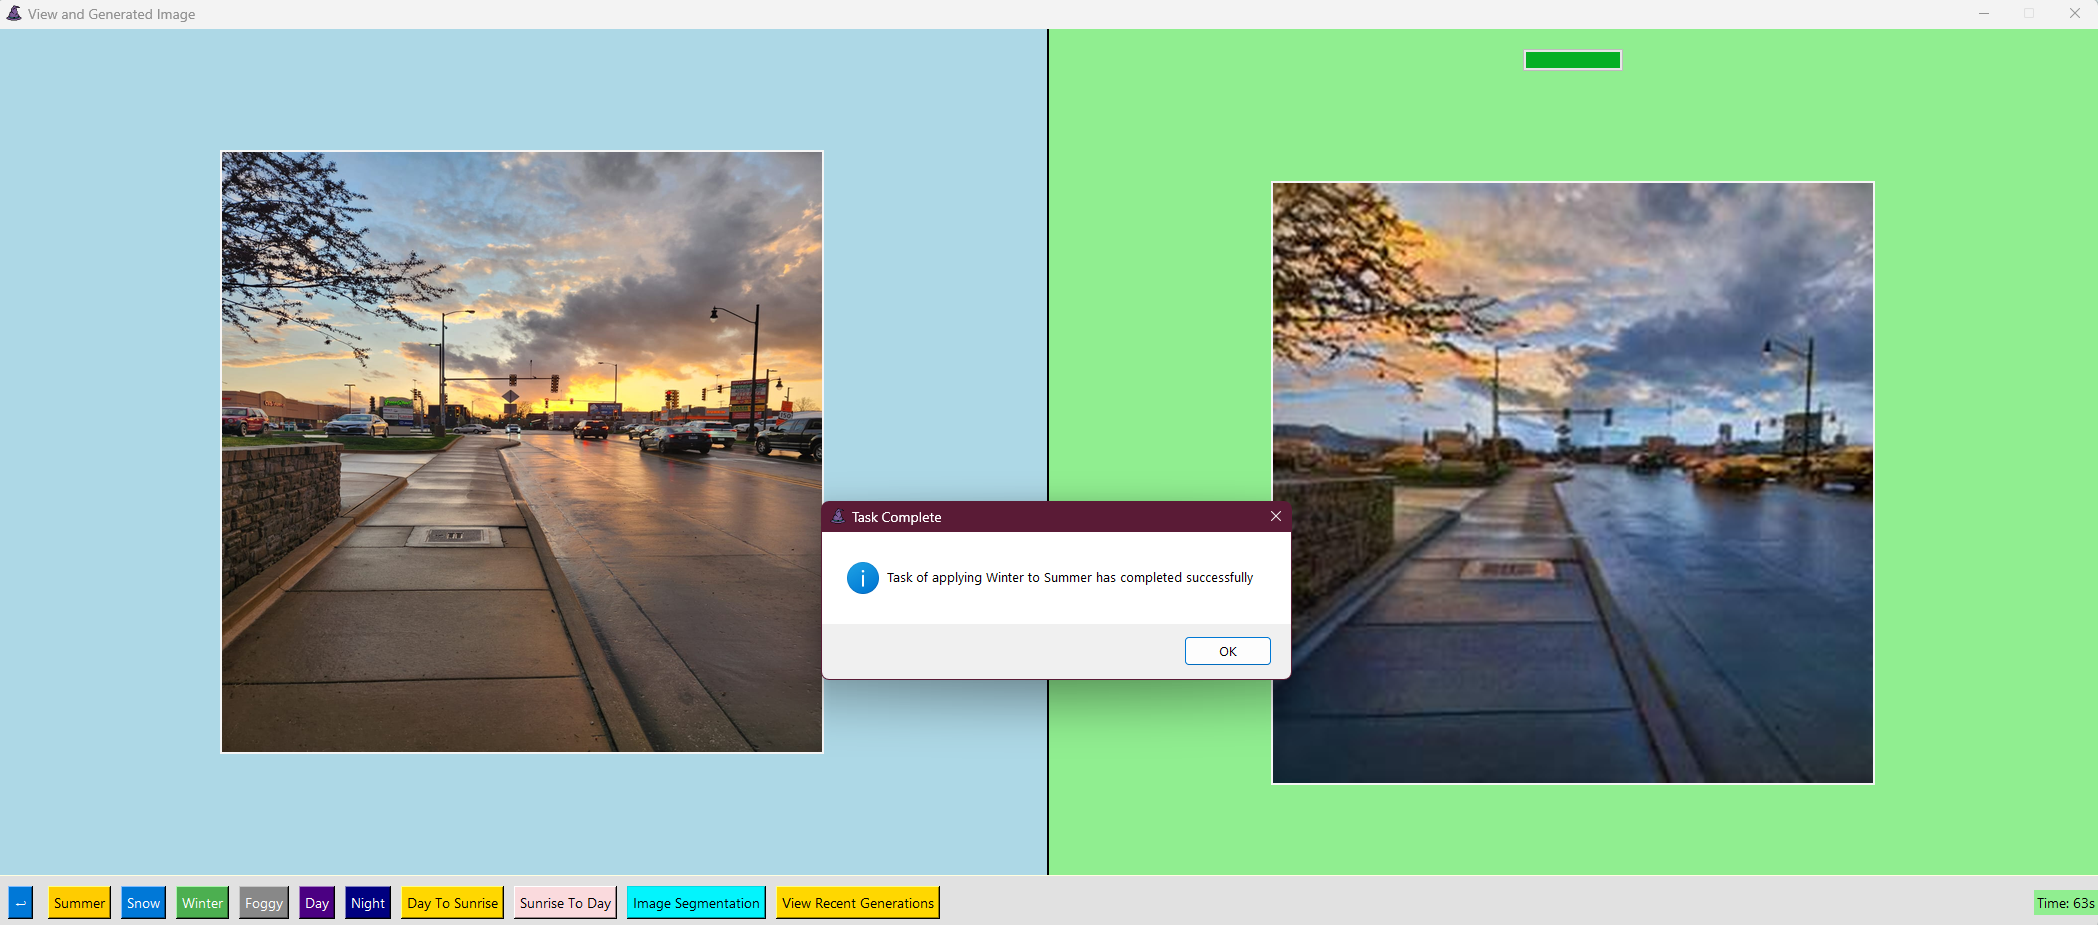 View and Generated Image
Task Complete
Task of applying Winter to Summer has completed successfully
OK
Summer
Snow
Winter
Foggy
Day
Night
Day To Sunrise
Sunrise To Day
Image Segmentation
View Recent Generations
Time: 63s